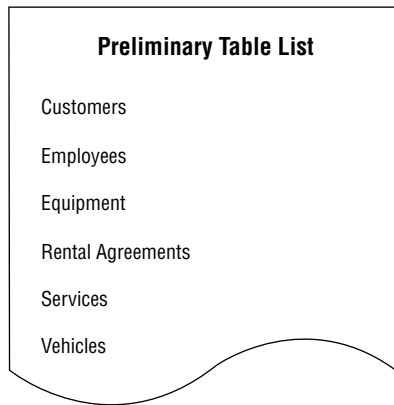 Preliminary Table List
Customers
Employees
Equipment
Rental Agreements
Services
Vehicles